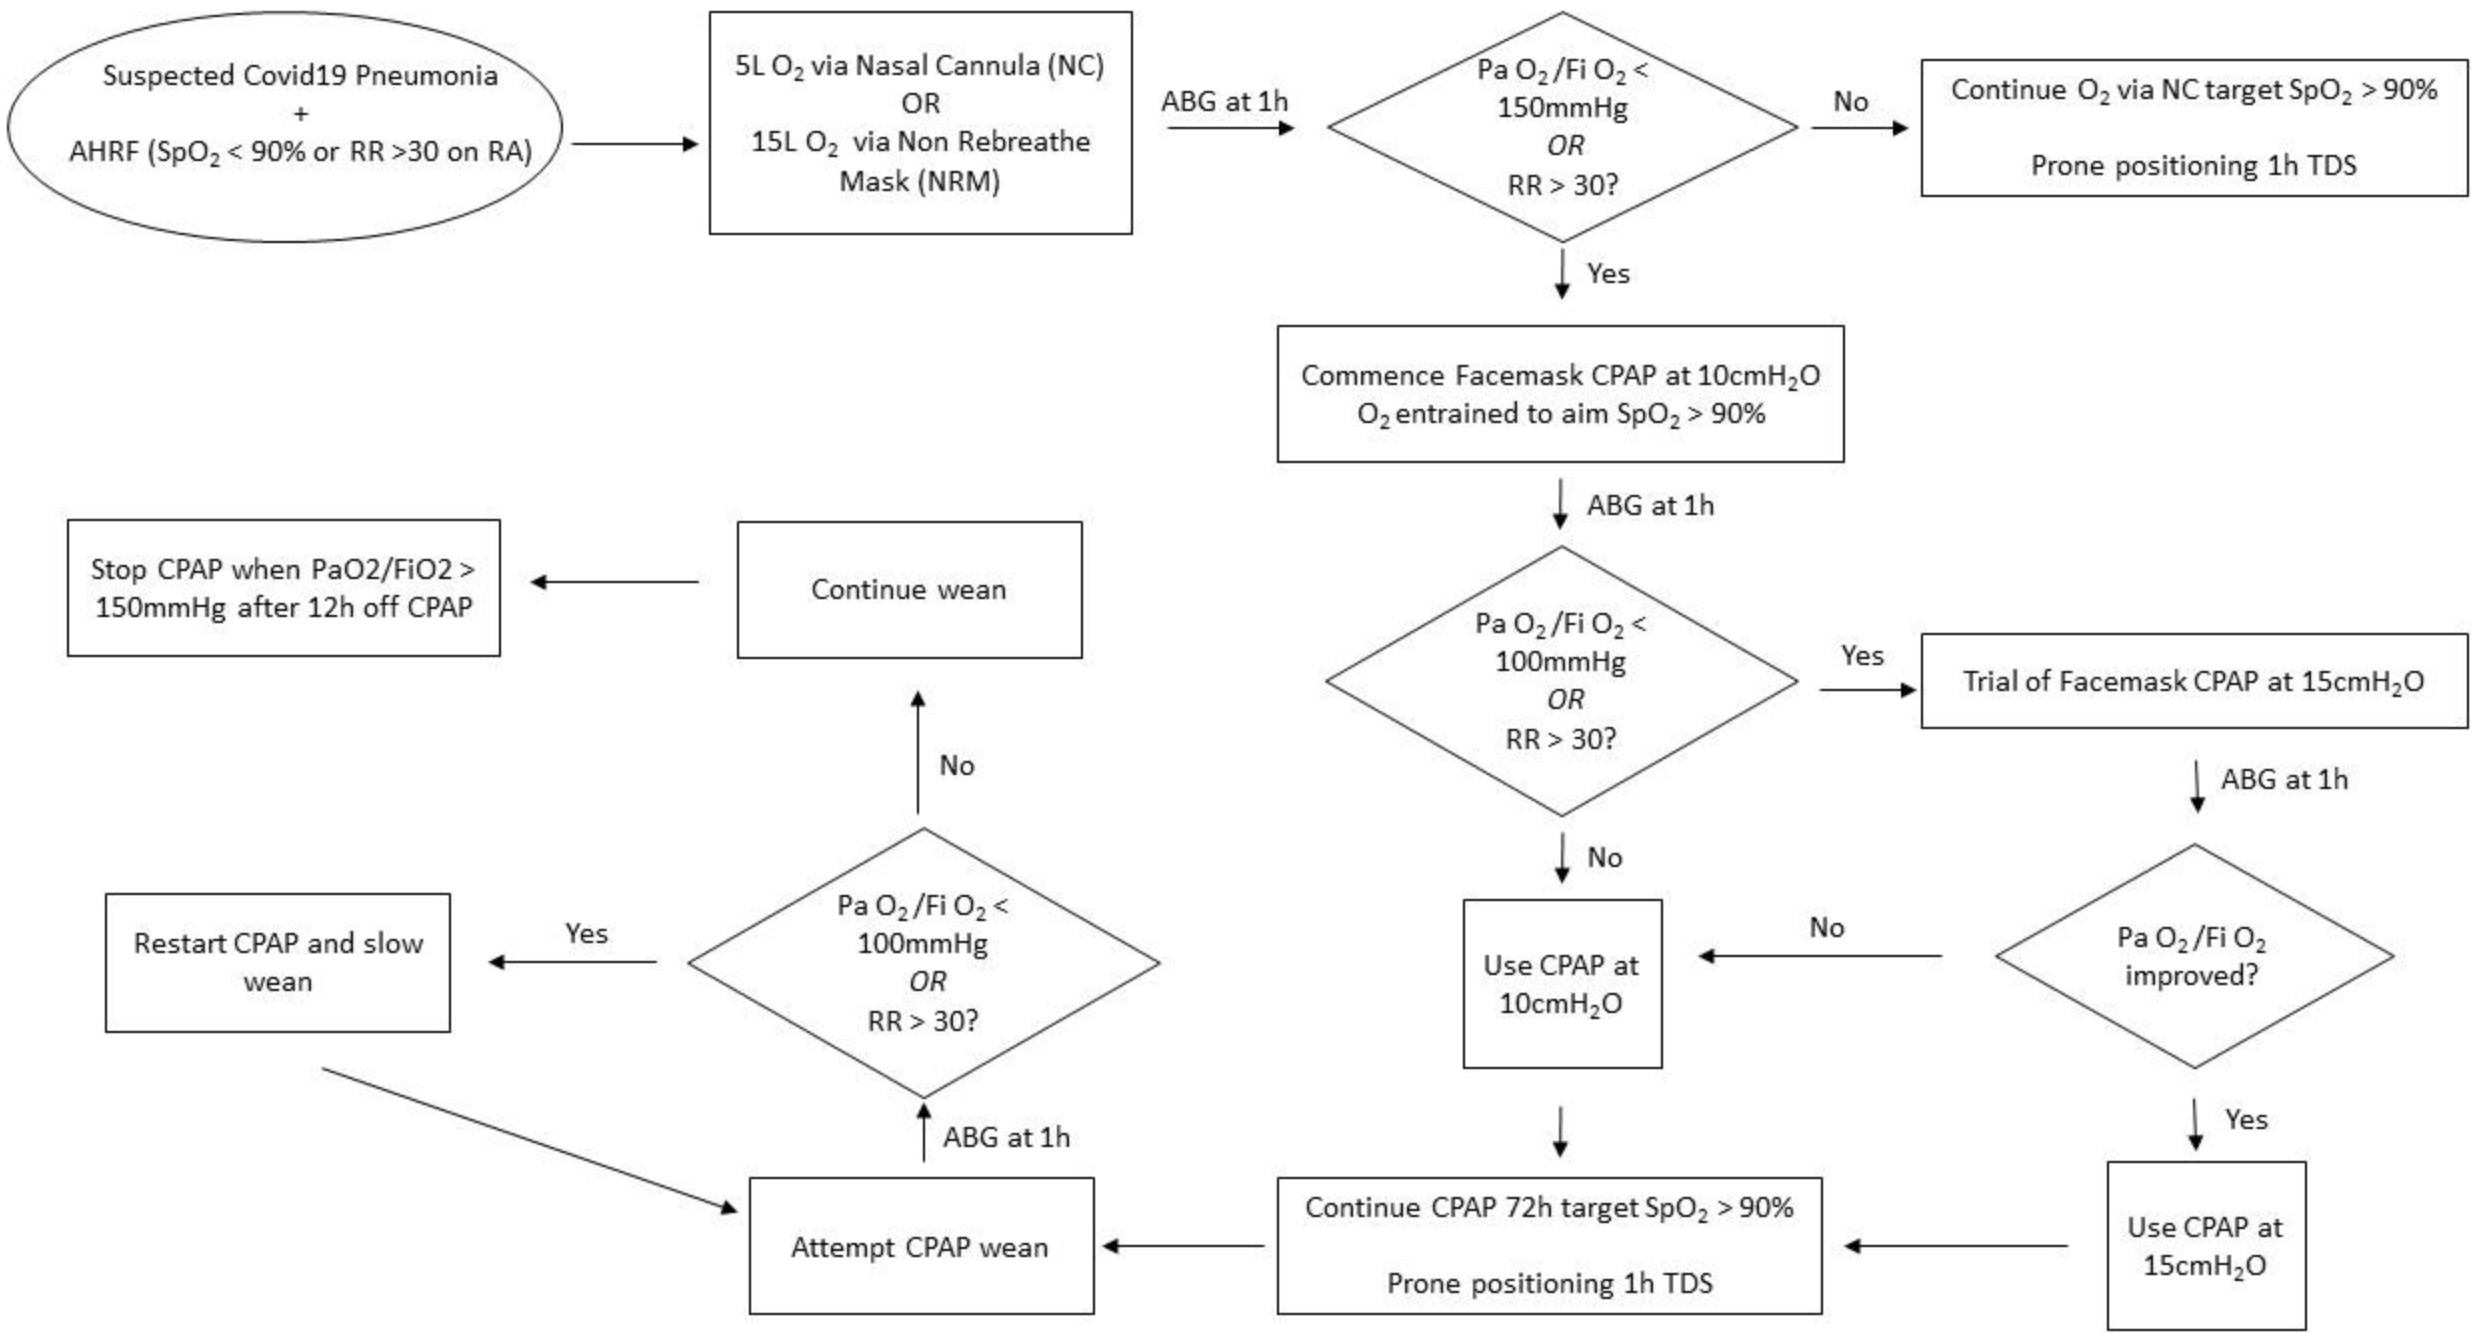 Suspected Covid19 Pneumonia
+
AHRF (SpO₂ < 90% or RR >30 on RA)
5L O₂ via Nasal Cannula (NC)
OR
15L O₂ via Non Rebreathe
Mask (NRM)
ABG at 1h
Pa O₂/Fi O₂ <
150mmHg
OR
RR > 30?
No
Continue O₂ via NC target SpO₂ > 90%
Prone positioning 1h TDS
Yes
Commence Facemask CPAP at 10cmH₂O
O₂ entrained to aim SpO₂ > 90%
ABG at 1h
Pa O₂/Fi O₂ <
100mmHg
OR
RR > 30?
Yes
Trial of Facemask CPAP at 15cmH₂O
ABG at 1h
Pa O₂/Fi O₂
improved?
No
No
Use CPAP at
10cmH₂O
Yes
Use CPAP at
15cmH₂O
Continue CPAP 72h target SpO₂ > 90%
Prone positioning 1h TDS
Attempt CPAP wean
ABG at 1h
Pa O₂/Fi O₂ <
100mmHg
OR
RR > 30?
Yes
Restart CPAP and slow
wean
No
Continue wean
Stop CPAP when PaO2/FiO2 >
150mmHg after 12h off CPAP